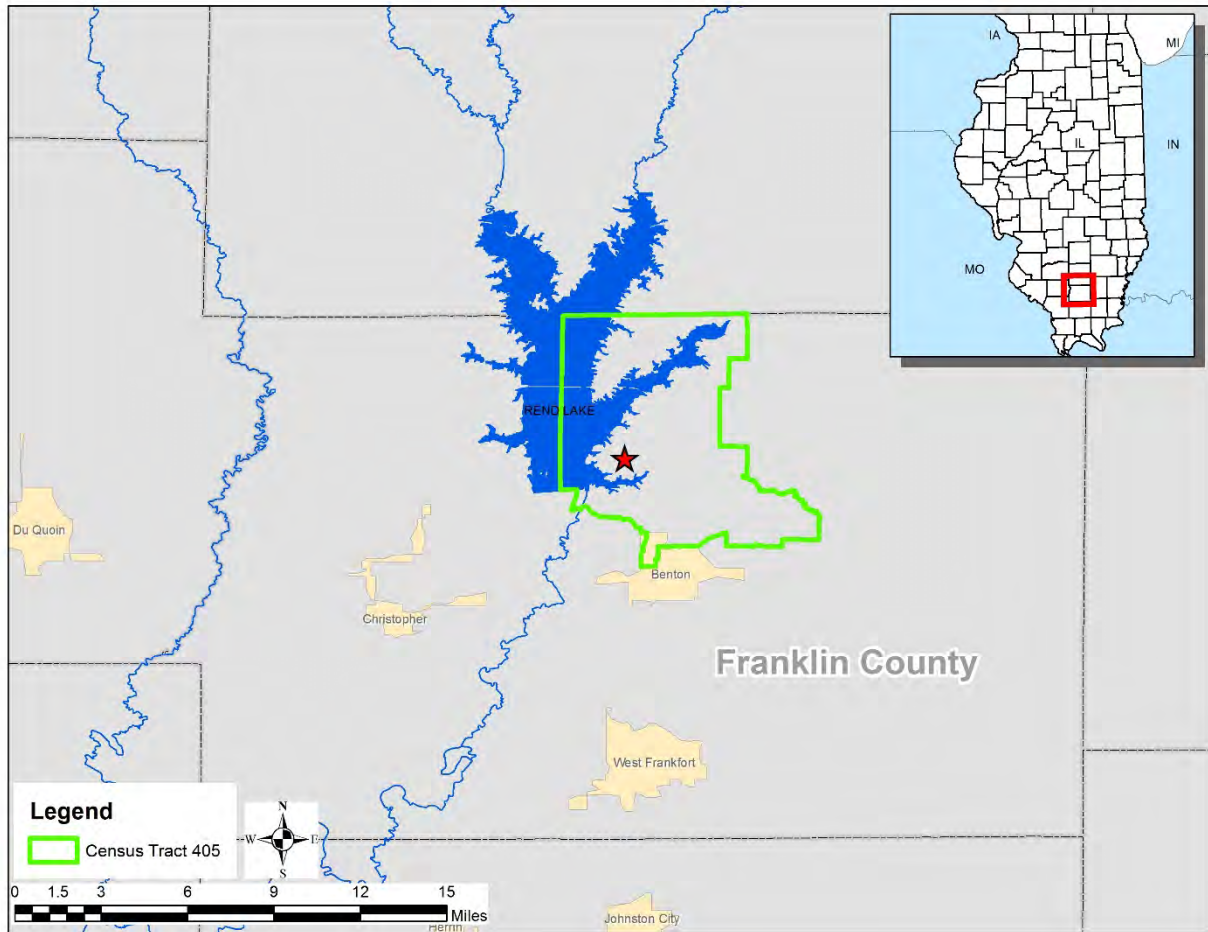 IA
MI
IL
IN
MO
REND LAKE
Du Quoin
Benton
Christopher
Franklin County
West Frankfort
Legend
Census Tract 405
N
W
E
S
0 1.5 3 6 9 12 15
Miles
Johnston City
Herrin